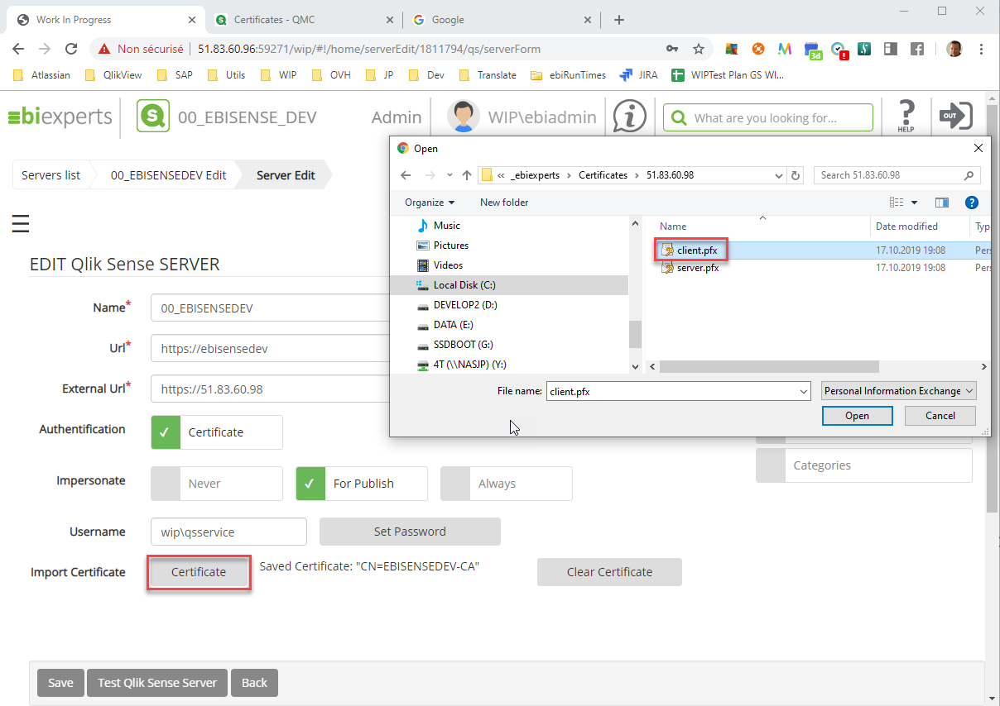 Work In Progress
Certificates - QMC
Google
Non sécurisé
51.83.60.96:59271/wip/#!/home/serverEdit/1811794/qs/serverForm
3d
Atlassian QlikView SAP Utils WIP OVH JP Dev Translate ebiRunTimes JIRA WIPTest Plan GS WI...
ebiexperts
00_EBISENSE_DEV
Admin
WIP\ebiadmin
What are you looking for...
HELP
OUT
Servers list
00_EBISENSEDEV Edit
Server Edit
Open
« _ebiexperts > Certificates > 51.83.60.98
Search 51.83.60.98
Organize
New folder
Music
Pictures
Videos
Local Disk (C:)
DEVELOP2 (D:)
DATA (E:)
SSDBOOT (G:)
4T (\\NASJP) (Y:)
Name Date modified Typ
client.pfx 17.10.2019 19:08 Pers
server.pfx 17.10.2019 19:08 Pers
File name: client.pfx
Personal Information Exchange
Open
Cancel
EDIT Qlik Sense SERVER
Name* 00_EBISENSEDEV
Url* https://ebisensedev
External Url* https://51.83.60.98
Authentification Certificate
Categories
Impersonate Never For Publish Always
Username wip\qsservice Set Password
Import Certificate Certificate Saved Certificate: "CN=EBISENSEDEV-CA" Clear Certificate
Save Test Qlik Sense Server Back